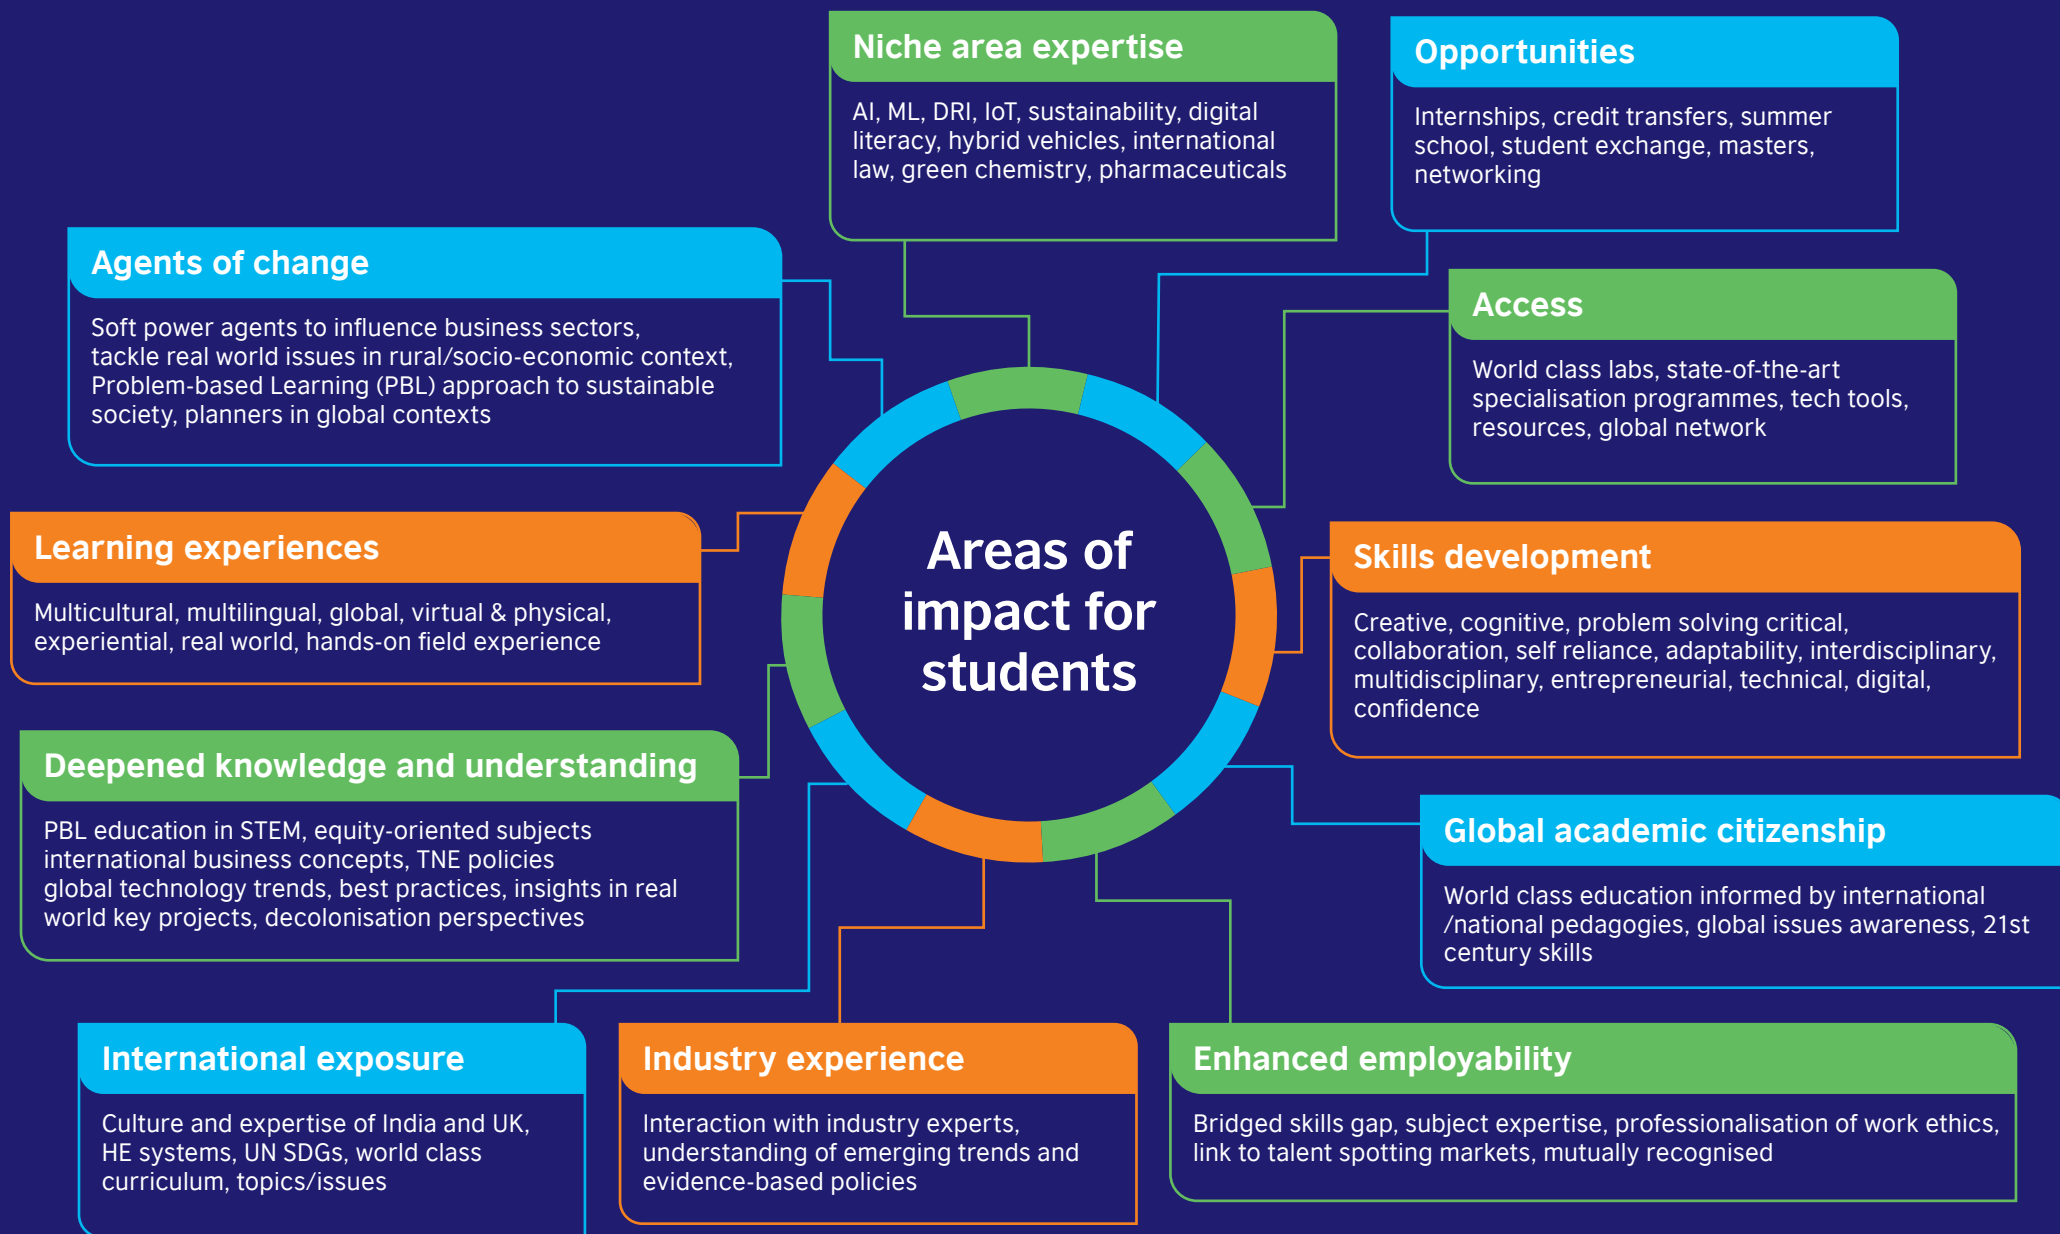 Areas of
impact for
students
Niche area expertise
AI, ML, DRI, IoT, sustainability, digital
literacy, hybrid vehicles, international
law, green chemistry, pharmaceuticals
Opportunities
Internships, credit transfers, summer
school, student exchange, masters,
networking
Access
World class labs, state-of-the-art
specialisation programmes, tech tools,
resources, global network
Skills development
Creative, cognitive, problem solving critical,
collaboration, self reliance, adaptability, interdisciplinary,
multidisciplinary, entrepreneurial, technical, digital,
confidence
Global academic citizenship
World class education informed by international
/national pedagogies, global issues awareness, 21st
century skills
Enhanced employability
Bridged skills gap, subject expertise, professionalisation of work ethics,
link to talent spotting markets, mutually recognised
Industry experience
Interaction with industry experts,
understanding of emerging trends and
evidence-based policies
International exposure
Culture and expertise of India and UK,
HE systems, UN SDGs, world class
curriculum, topics/issues
Deepened knowledge and understanding
PBL education in STEM, equity-oriented subjects
international business concepts, TNE policies
global technology trends, best practices, insights in real
world key projects, decolonisation perspectives
Learning experiences
Multicultural, multilingual, global, virtual & physical,
experiential, real world, hands-on field experience
Agents of change
Soft power agents to influence business sectors,
tackle real world issues in rural/socio-economic context,
Problem-based Learning (PBL) approach to sustainable
society, planners in global contexts